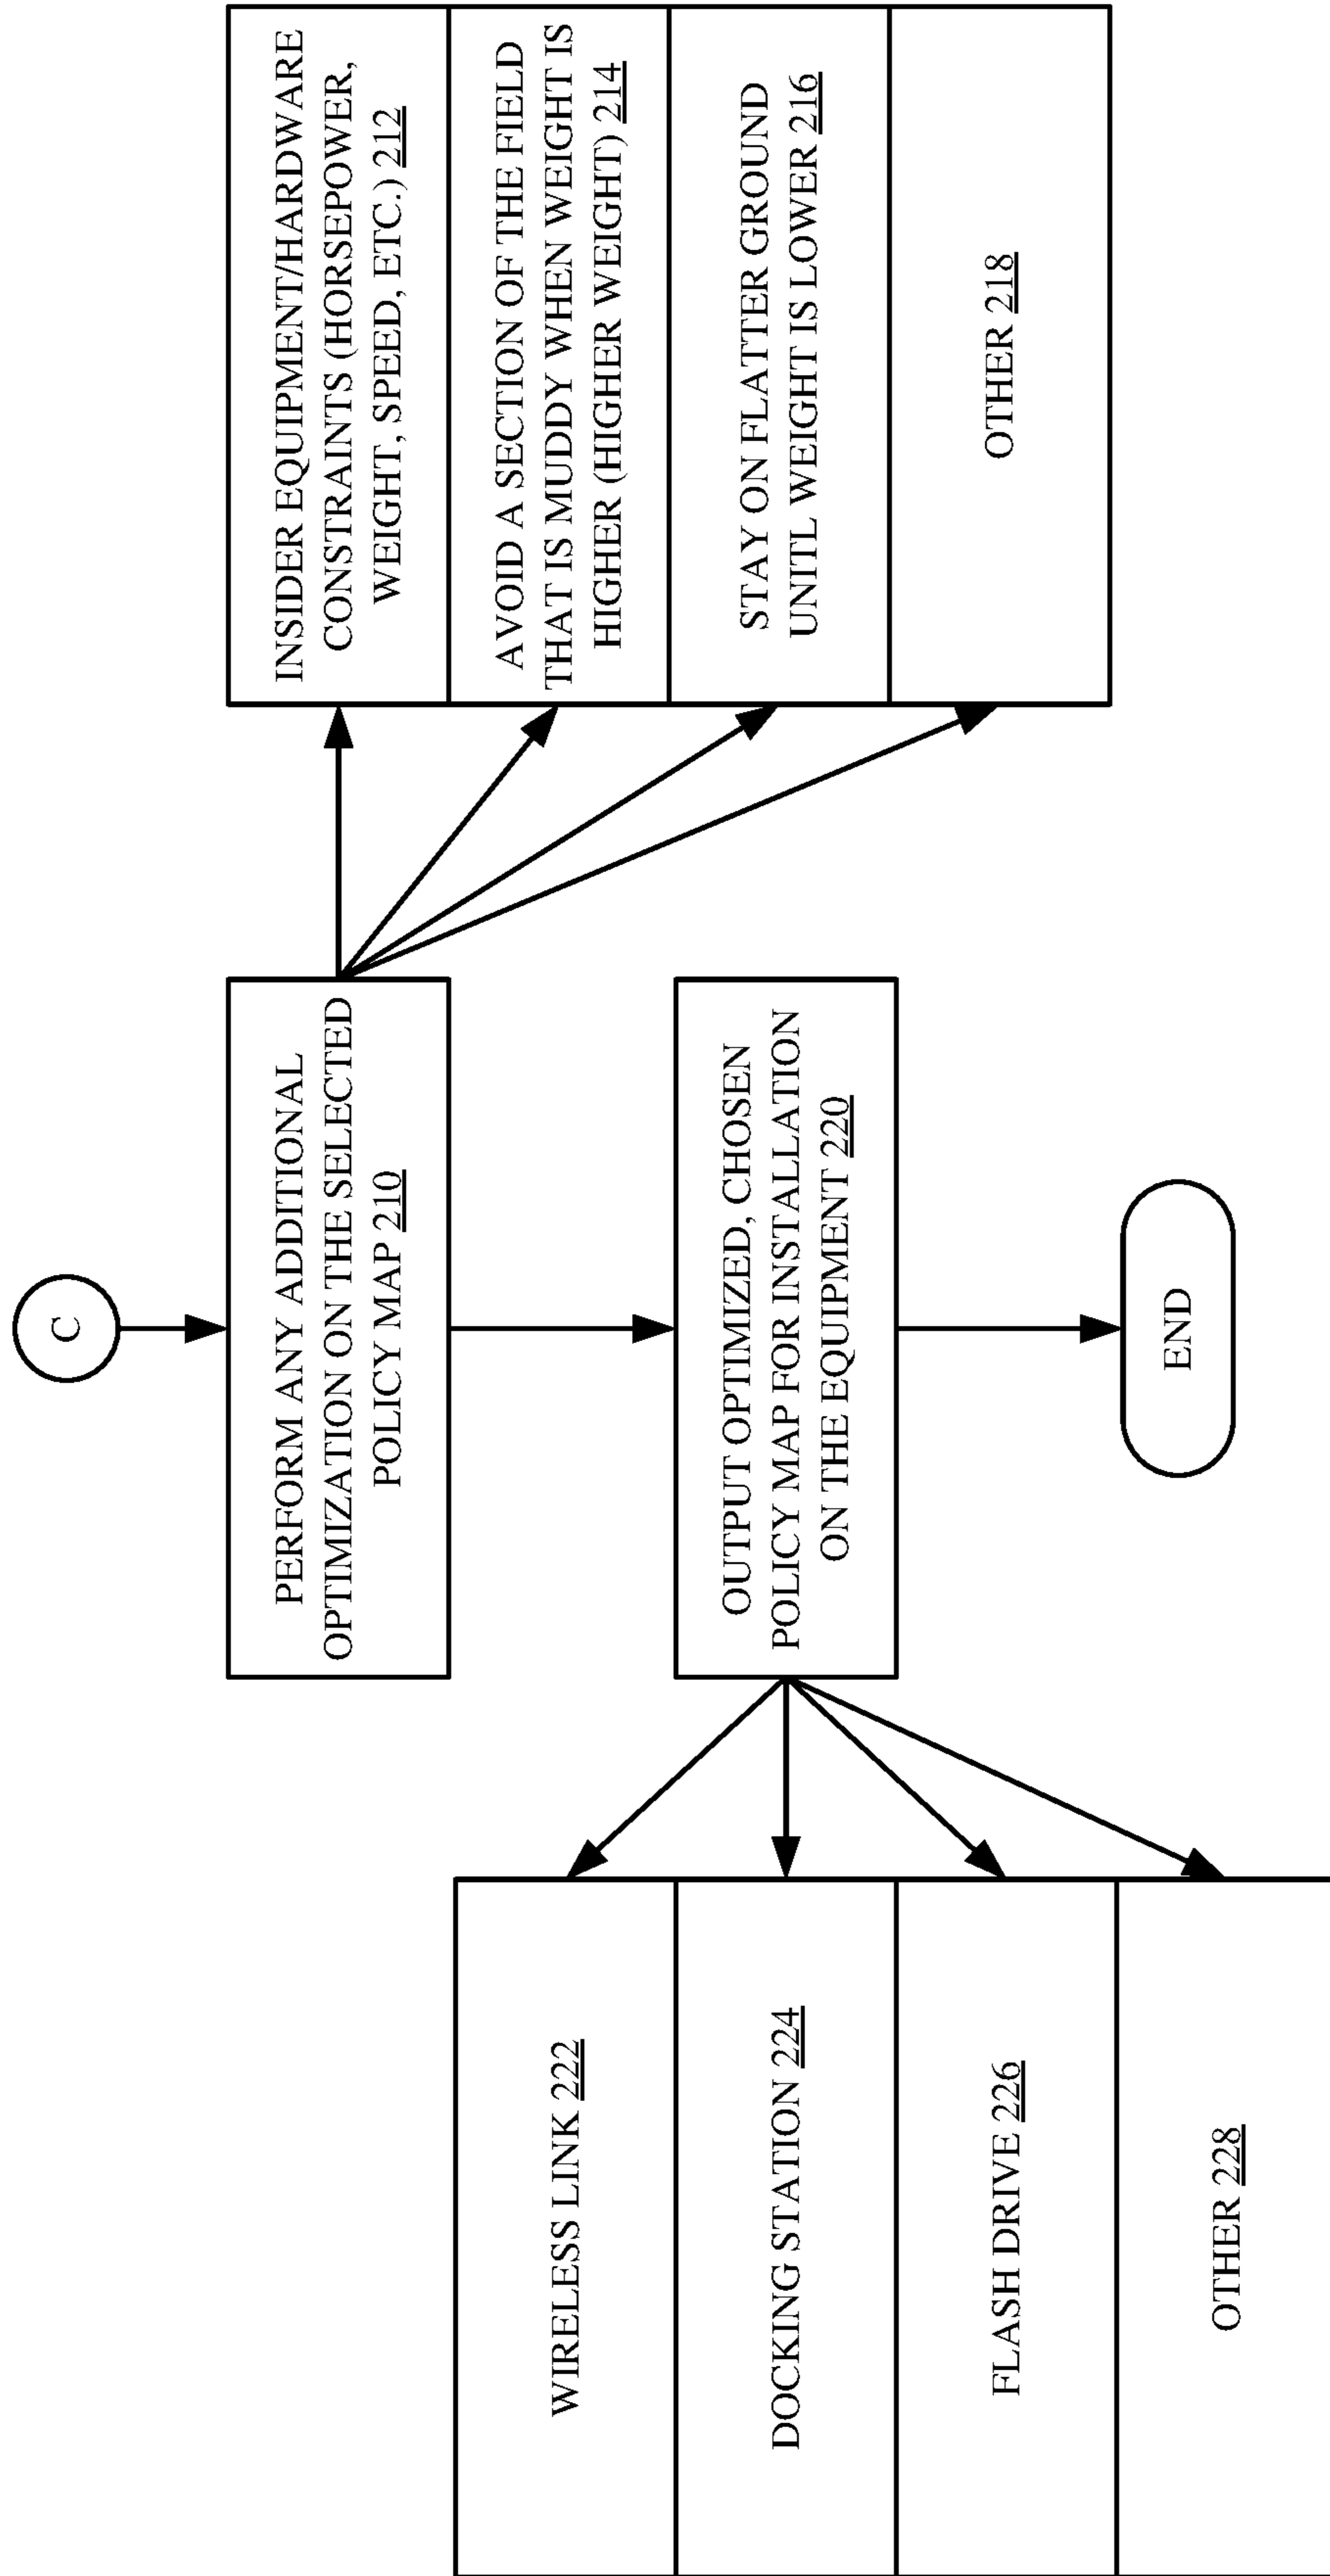 C
PERFORM ANY ADDITIONAL
OPTIMIZATION ON THE SELECTED
POLICY MAP 210
INSIDER EQUIPMENT/HARDWARE
CONSTRAINTS (HORSEPOWER,
WEIGHT, SPEED, ETC.) 212
AVOID A SECTION OF THE FIELD
THAT IS MUDDY WHEN WEIGHT IS
HIGHER (HIGHER WEIGHT) 214
STAY ON FLATTER GROUND
UNITL WEIGHT IS LOWER 216
OTHER 218
OUTPUT OPTIMIZED, CHOSEN
POLICY MAP FOR INSTALLATION
ON THE EQUIPMENT 220
WIRELESS LINK 222
DOCKING STATION 224
FLASH DRIVE 226
OTHER 228
END